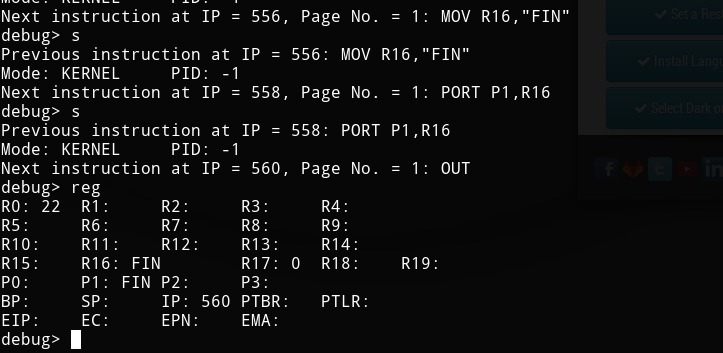 Next instruction at IP = 556, Page No. = 1: MOV R16,"FIN"
debug> s
Previous instruction at IP = 556: MOV R16,"FIN"
Mode: KERNEL     PID: -1
Next instruction at IP = 558, Page No. = 1: PORT P1,R16
debug> s
Previous instruction at IP = 558: PORT P1,R16
Mode: KERNEL     PID: -1
Next instruction at IP = 560, Page No. = 1: OUT
debug> reg
R0: 22  R1:     R2:     R3:     R4:
R5:     R6:     R7:     R8:     R9:
R10:    R11:    R12:    R13:    R14:
R15:    R16: FIN        R17: 0  R18:    R19:
P0:     P1: FIN P2:     P3:
BP:     SP:     IP: 560 PTBR:   PTLR:
EIP:    EC:     EPN:    EMA:
debug>
Set a Res
Install Lang
Select Dark o